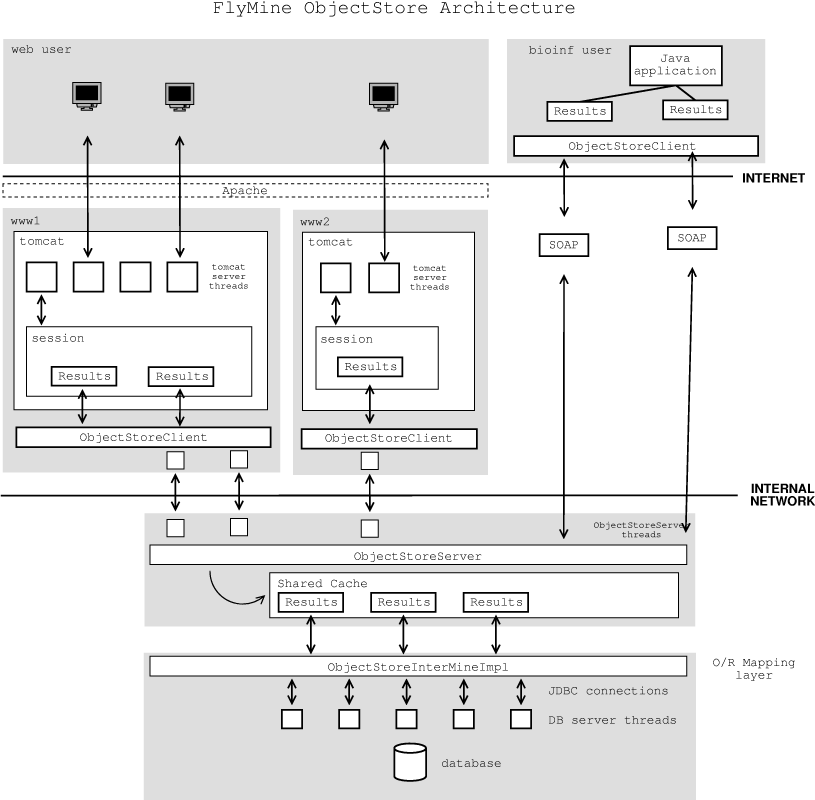 FlyMine ObjectStore Architecture
web user
bioinf user
Java
application
Results
Results
ObjectStoreClient
INTERNET
Apache
www1
www2
tomcat
tomcat
SOAP
SOAP
tomcat
server
threads
tomcat
server
threads
session
session
Results
Results
Results
ObjectStoreClient
ObjectStoreClient
INTERNAL
NETWORK
ObjectStoreServer
threads
ObjectStoreServer
Shared Cache
Results
Results
Results
ObjectStoreInterMineImpl
O/R Mapping
layer
JDBC connections
DB server threads
database